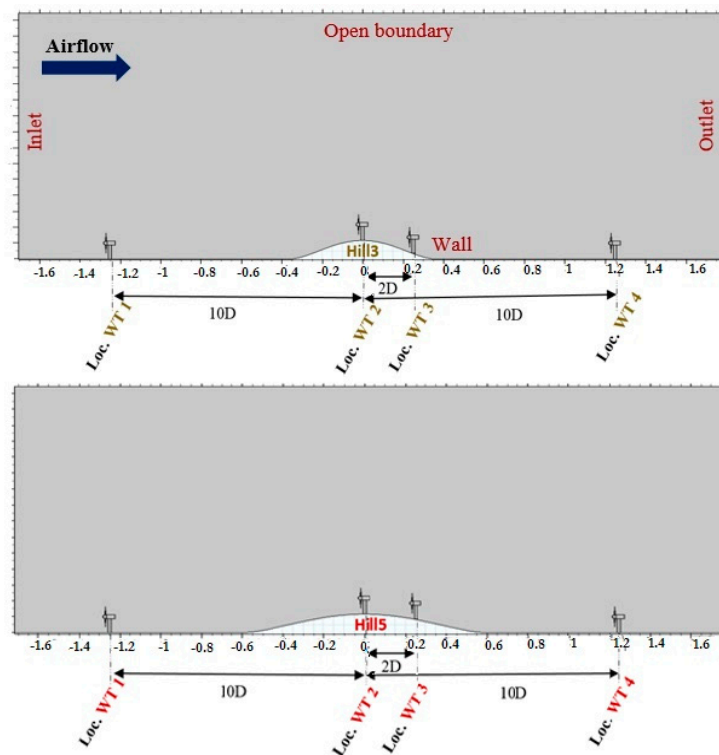 Open boundary
Airflow
Inlet
Outlet
Hill3
Wall
-1.6 -1.4 -1.2 -1 -0.8 -0.6 -0.4 -0.2 0 0.2 0.4 0.6 0.8 1 1.2 1.4 1.6
2D
10D
10D
Loc. WT 1
Loc. WT 2
Loc. WT 3
Loc. WT 4
Hill5
-1.6 -1.4 -1.2 -1 -0.8 -0.6 -0.4 -0.2 0 0.2 0.4 0.6 0.8 1 1.2 1.4 1.6
2D
10D
10D
Loc. WT 1
Loc. WT 2
Loc. WT 3
Loc. WT 4